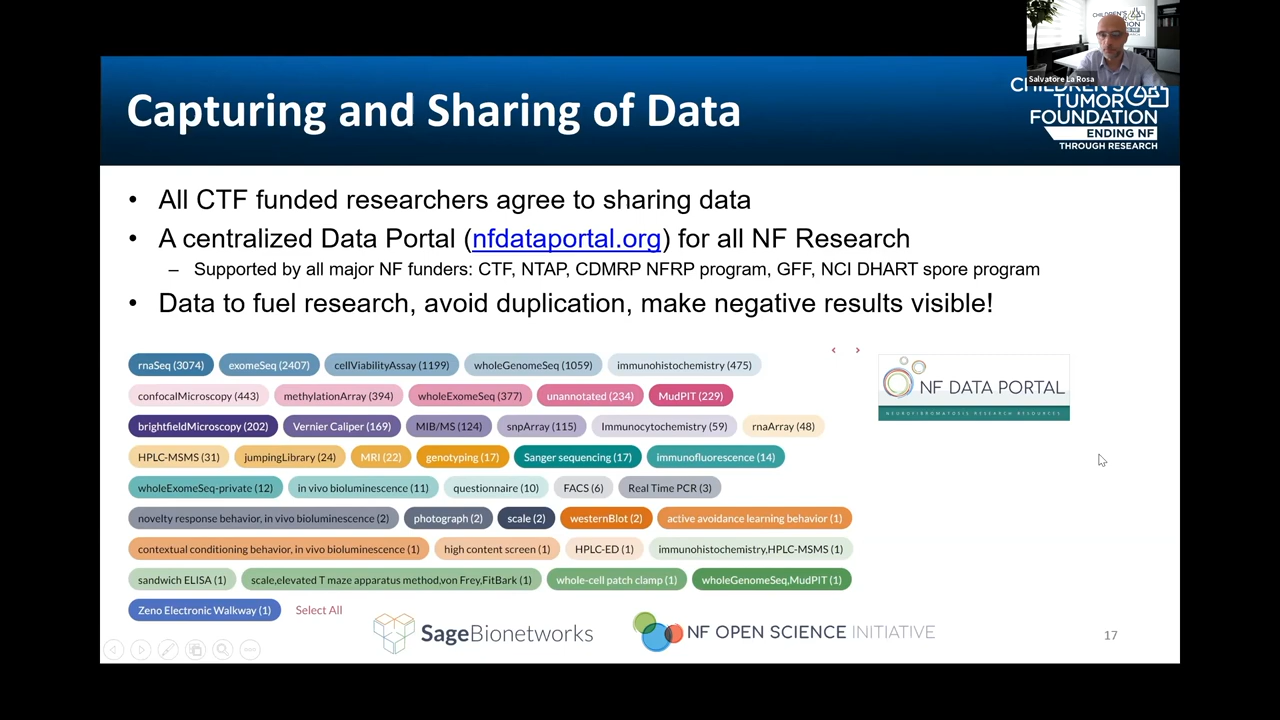 Salvatore La Rosa
CHILDREN'S
TUMOR
FOUNDATION
ENDING NF
THROUGH RESEARCH
Capturing and Sharing of Data
• All CTF funded researchers agree to sharing data
• A centralized Data Portal (nfdataportal.org) for all NF Research
– Supported by all major NF funders: CTF, NTAP, CDMRP NFRP program, GFF, NCI DHART spore program
• Data to fuel research, avoid duplication, make negative results visible!
rnaSeq (3074) exomeSeq (2407) cellViabilityAssay (1199) wholeGenomeSeq (1059) immunohistochemistry (475)
confocalMicroscopy (443) methylationArray (394) wholeExomeSeq (377) unannotated (234) MudPIT (229)
brightfieldMicroscopy (202) Vernier Caliper (169) MIB/MS (124) snpArray (115) Immunocytochemistry (59) rnaArray (48)
HPLC-MSMS (31) jumpingLibrary (24) MRI (22) genotyping (17) Sanger sequencing (17) immunofluorescence (14)
wholeExomeSeq-private (12) in vivo bioluminescence (11) questionnaire (10) FACS (6) Real Time PCR (3)
novelty response behavior, in vivo bioluminescence (2) photograph (2) scale (2) westernBlot (2) active avoidance learning behavior (1)
contextual conditioning behavior, in vivo bioluminescence (1) high content screen (1) HPLC-ED (1) immunohistochemistry,HPLC-MSMS (1)
sandwich ELISA (1) scale,elevated T maze apparatus method,von Frey,FitBark (1) whole-cell patch clamp (1) wholeGenomeSeq,MudPIT (1)
Zeno Electronic Walkway (1) Select All
NF DATA PORTAL
NEUROFIBROMATOSIS RESEARCH RESOURCES
SageBionetworks
NF OPEN SCIENCE INITIATIVE
17